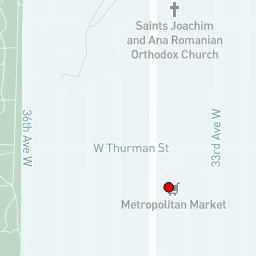 Saints Joachim
and Ana Romanian
Orthodox Church
36th Ave W
33rd Ave W
W Thurman St
Metropolitan Market